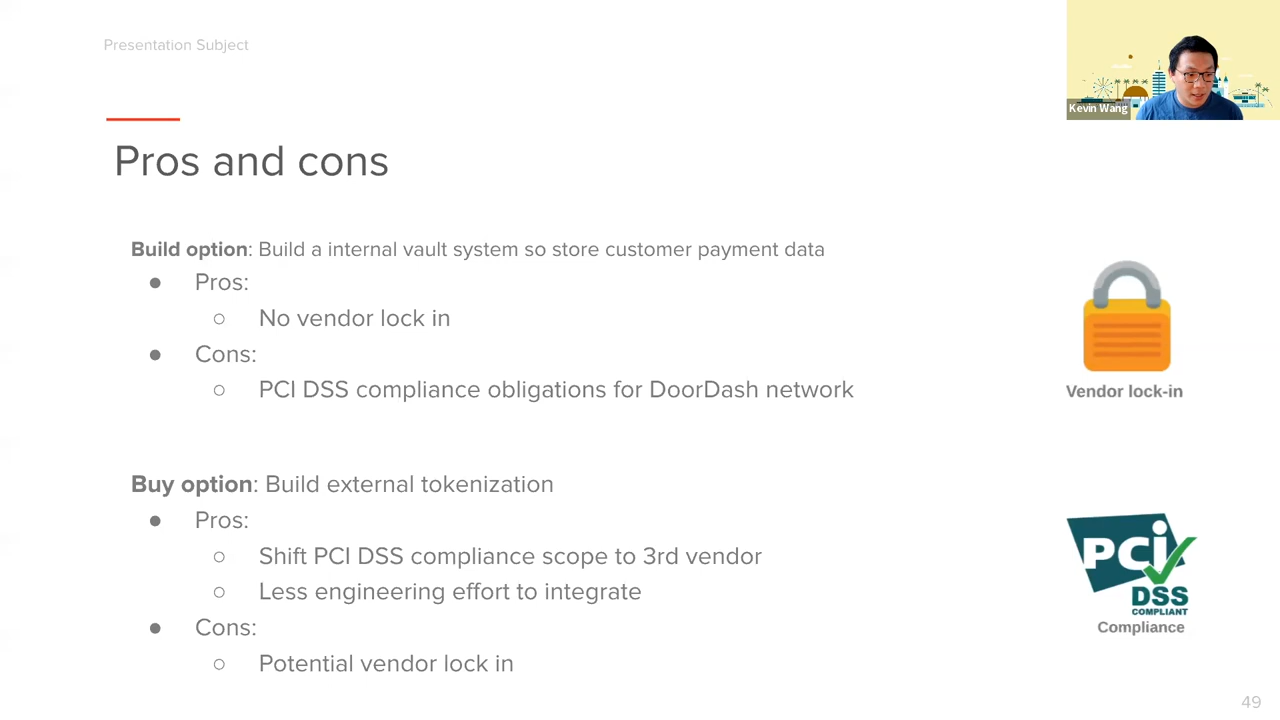 Presentation Subject
Kevin Wang
Pros and cons
Build option: Build a internal vault system so store customer payment data
● Pros:
○ No vendor lock in
● Cons:
○ PCI DSS compliance obligations for DoorDash network
Vendor lock-in
Buy option: Build external tokenization
● Pros:
○ Shift PCI DSS compliance scope to 3rd vendor
○ Less engineering effort to integrate
● Cons:
○ Potential vendor lock in
PCi
DSS
COMPLIANT
Compliance
49